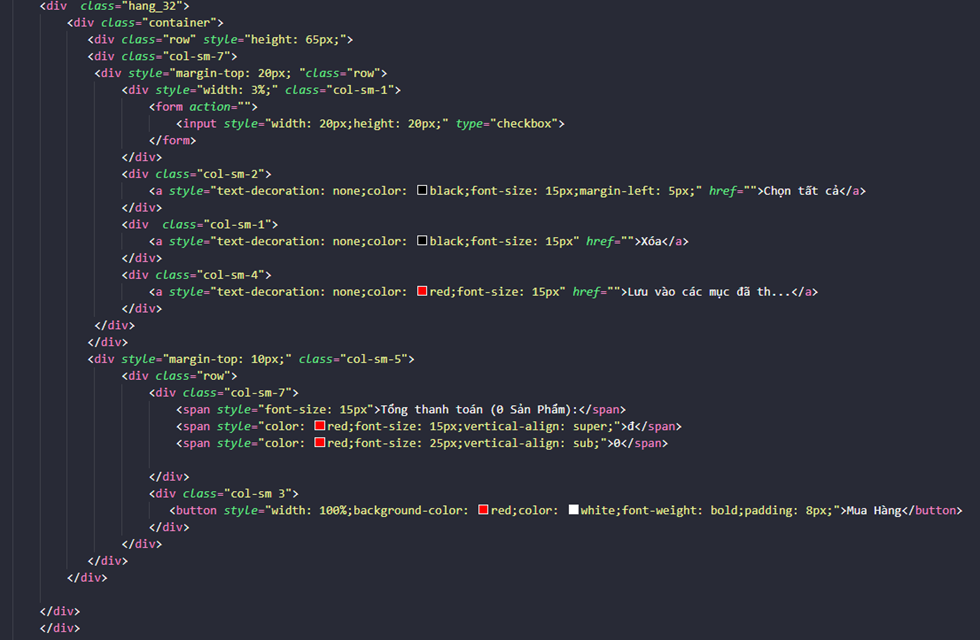 <div  class="hang_32">
<div class="container">
<div class="row" style="height: 65px;">
<div class="col-sm-7">
<div style="margin-top: 20px; "class="row">
<div style="width: 3%;" class="col-sm-1">
<form action="">
<input style="width: 20px;height: 20px;" type="checkbox">
</form>
</div>
<div class="col-sm-2">
<a style="text-decoration: none;color: black;font-size: 15px;margin-left: 5px;" href="">Chọn tất cả</a>
</div>
<div  class="col-sm-1">
<a style="text-decoration: none;color: black;font-size: 15px" href="">Xóa</a>
</div>
<div class="col-sm-4">
<a style="text-decoration: none;color: red;font-size: 15px" href="">Lưu vào các mục đã th...</a>
</div>
</div>
</div>
<div style="margin-top: 10px;" class="col-sm-5">
<div class="row">
<div class="col-sm-7">
<span style="font-size: 15px">Tổng thanh toán (0 Sản Phẩm):</span>
<span style="color: red;font-size: 15px;vertical-align: super;">đ</span>
<span style="color: red;font-size: 25px;vertical-align: sub;">0</span>
</div>
<div class="col-sm 3">
<button style="width: 100%;background-color: red;color: white;font-weight: bold;padding: 8px;">Mua Hàng</button>
</div>
</div>
</div>
</div>
</div>
</div>